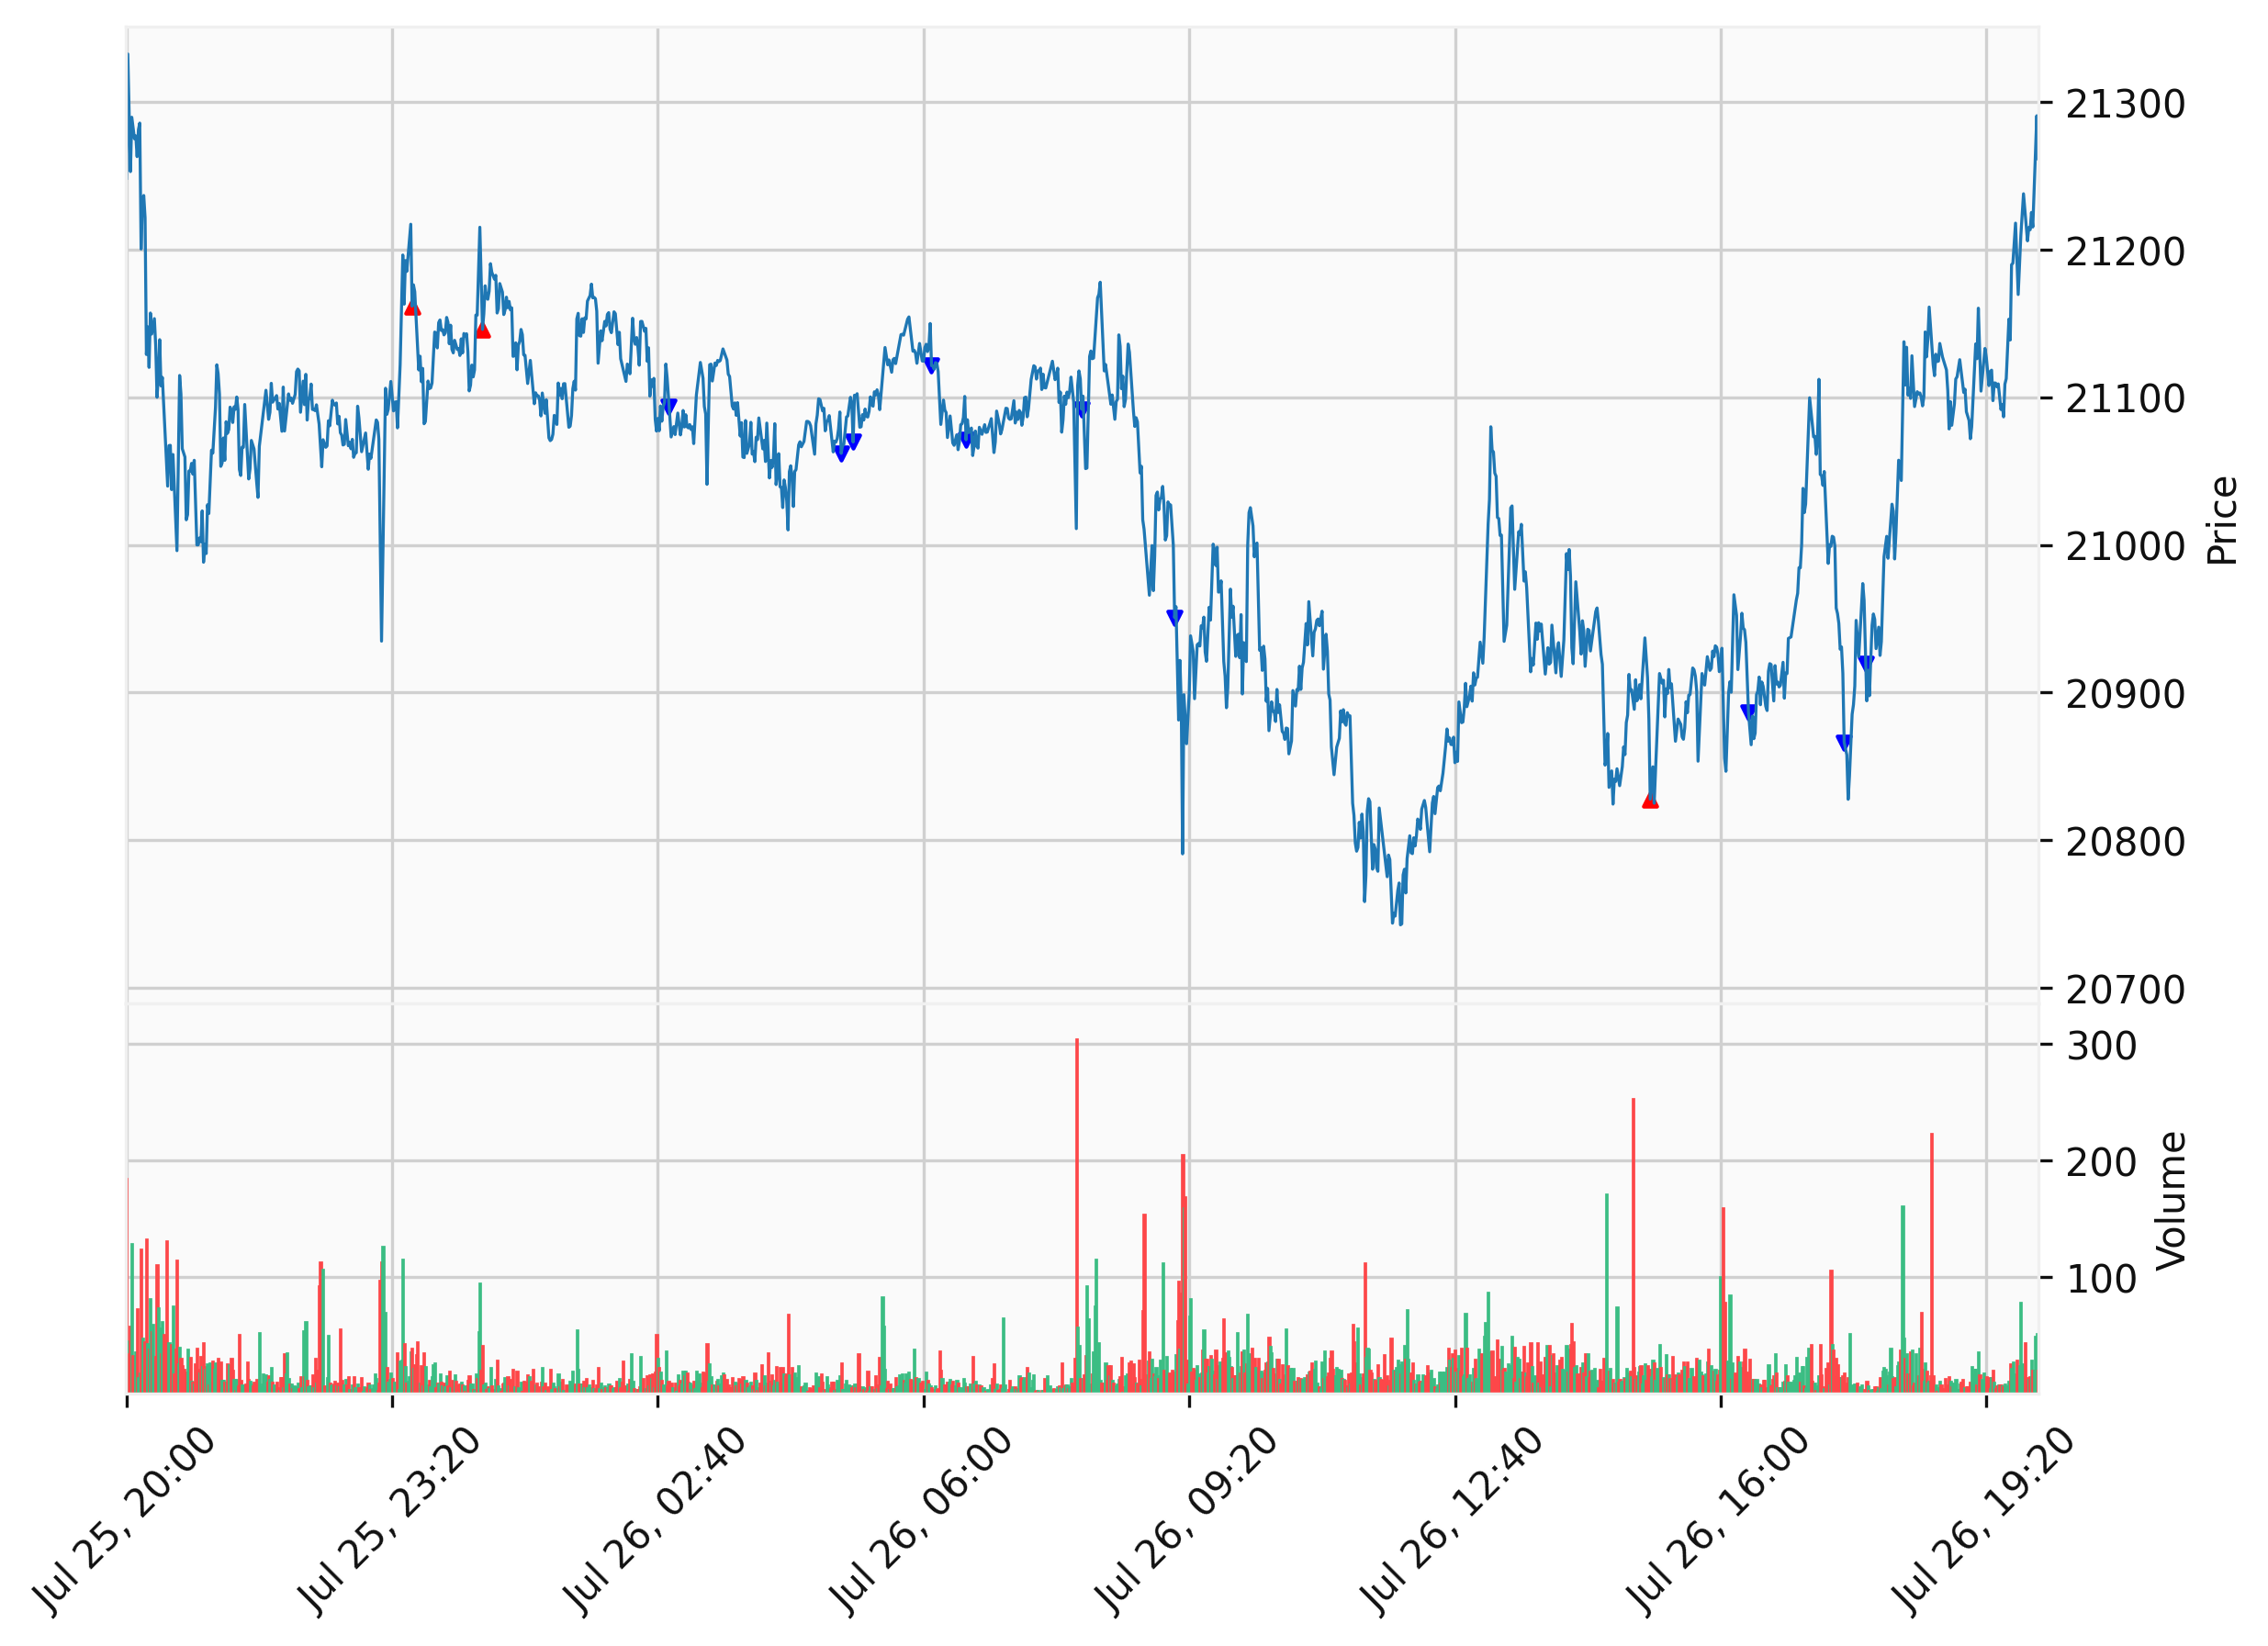 21300
21200
21100
21000
20900
20800
20700
Price
300
200
100
Volume
Jul 25, 20:00
Jul 25, 23:20
Jul 26, 02:40
Jul 26, 06:00
Jul 26, 09:20
Jul 26, 12:40
Jul 26, 16:00
Jul 26, 19:20